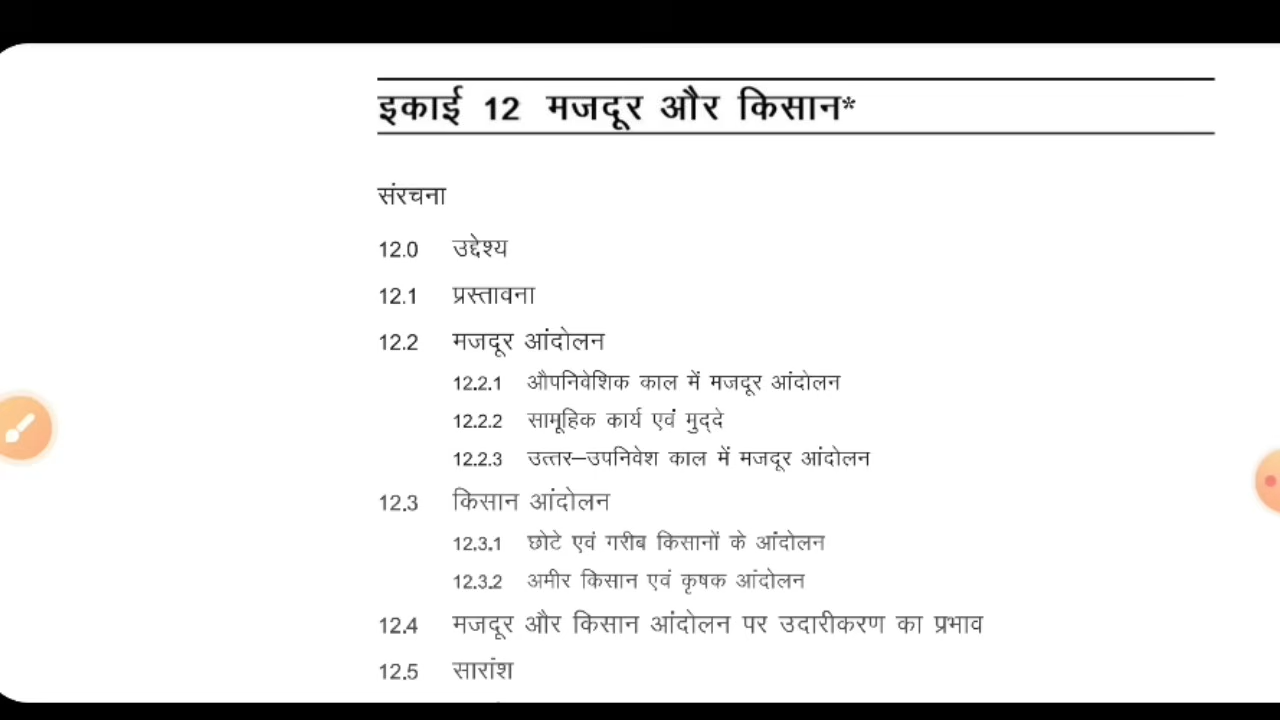 इकाई 12 मजदूर और किसान*
संरचना
12.0 उद्देश्य
12.1 प्रस्तावना
12.2 मजदूर आंदोलन
12.2.1 औपनिवेशिक काल में मजदूर आंदोलन
12.2.2 सामूहिक कार्य एवं मुद्दे
12.2.3 उत्तर–उपनिवेश काल में मजदूर आंदोलन
12.3 किसान आंदोलन
12.3.1 छोटे एवं गरीब किसानों के आंदोलन
12.3.2 अमीर किसान एवं कृषक आंदोलन
12.4 मजदूर और किसान आंदोलन पर उदारीकरण का प्रभाव
12.5 सारांश